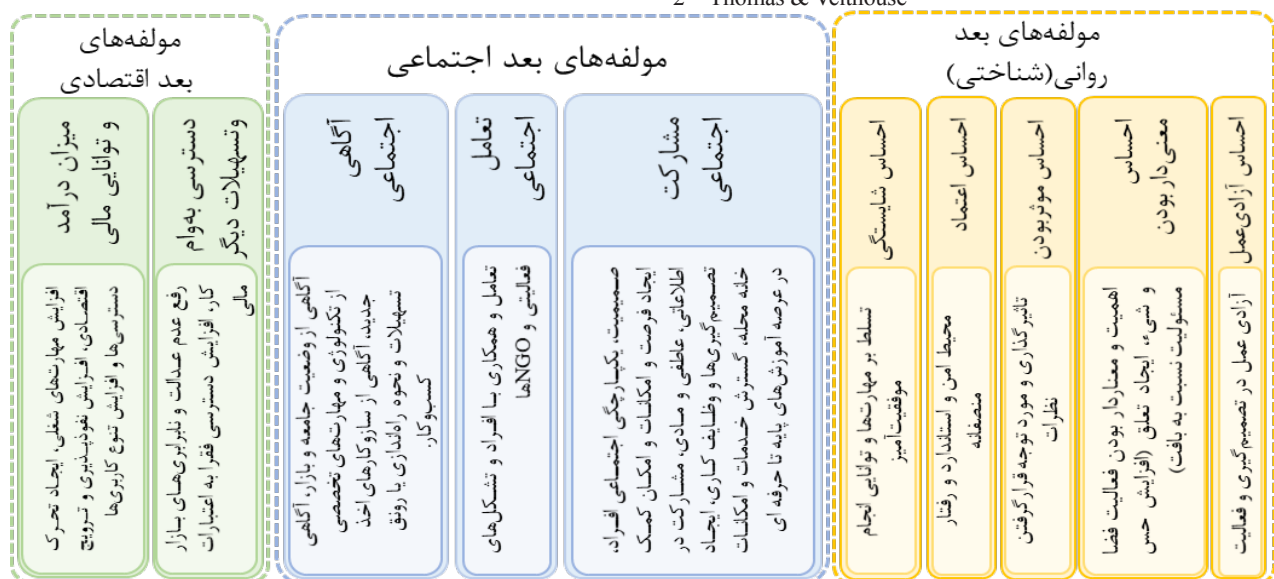 2 Thomas & Velthouse
مولفه‌های بعد
روانی(شناختی)
احساس آزادی‌عمل
آزادی عمل در تصمیم‌گیری و فعالیت
احساس
معنی‌دار بودن
اهمیت و معناردار بودن فعالیت فضا
و شیء، ایجاد تعلق (افزایش حس
مسئولیت نسبت به بافت)
احساس موثربودن
تاثیرگذاری و مورد توجه قرارگرفتن
نظرات
احساس اعتماد
محیط امن و استاندارد و رفتار
منصفانه
احساس شایستگی
تسلط بر مهارت‌ها و توانایی انجام
موفقیت‌آمیز
مولفه‌های بعد اجتماعی
مشارکت
اجتماعی
صمیمیت، یکپارچگی اجتماعی افراد،
ایجاد فرصت و امکانات و امکان کمک
اطلاعاتی، عاطفی و مادی، مشارکت در
تصمیم‌گیری‌ها و وظایف کاری، ایجاد
خانه محله، گسترش خدمات و امکانات
در عرصه آموزش‌های پایه تا حرفه ای
تعامل
اجتماعی
تعامل و همکاری با افراد و تشکل‌های
فعالیتی و NGOها
آگاهی
اجتماعی
آگاهی از وضعیت جامعه و بازار، آگاهی
از تکنولوژی و مهارت‌های تخصصی
جدید، آگاهی از سازوکارهای اخذ
تسهیلات و نحوه راه‌اندازی یا رونق
کسب‌وکار.
مولفه‌های
بعد اقتصادی
دسترسی به‌وام
وتسهیلات دیگر
رفع عدم عدالت و نابرابری‌های بازار
کار، افزایش دسترسی فقرا به اعتبارات
مالی
میزان درآمد
و توانایی مالی
افزایش مهارت‌های شغلی، ایجاد تحرک
اقتصادی، افزایش نفوذپذیری و ترویج
دسترسی‌ها و افزایش تنوع کاربری‌ها